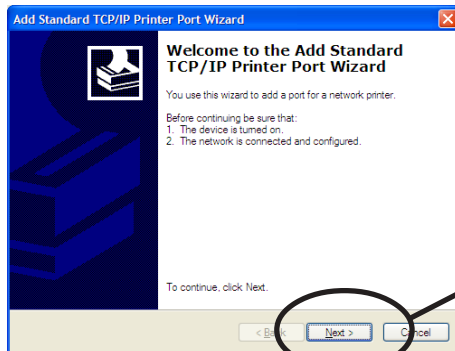 Add Standard TCP/IP Printer Port Wizard
Welcome to the Add Standard
TCP/IP Printer Port Wizard
You use this wizard to add a port for a network printer.
Before continuing be sure that:
1. The device is turned on.
2. The network is connected and configured.
To continue, click Next.
< Back Next > Cancel